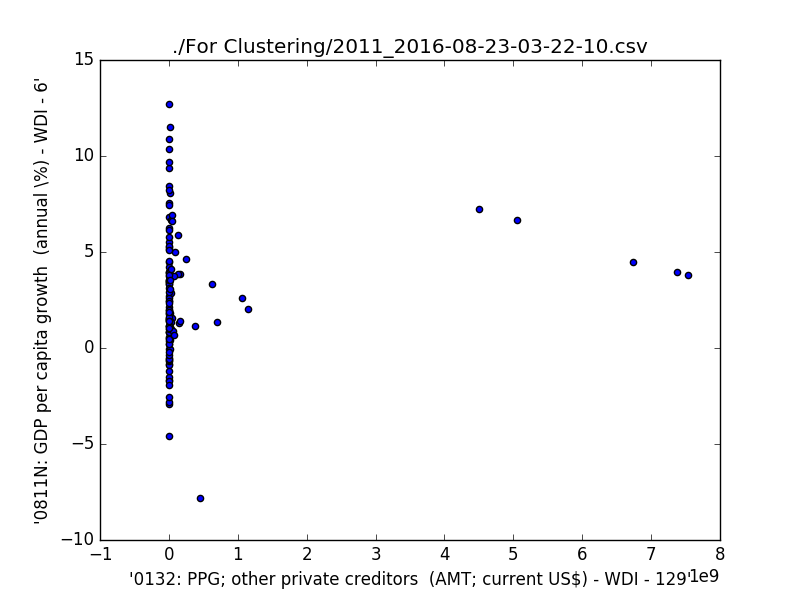 ./For Clustering/2011_2016-08-23-03-22-10.csv
'0811N: GDP per capita growth  (annual \%) - WDI - 6'
15
10
5
0
−5
−10
−1 0 1 2 3 4 5 6 7 8
1e9
'0132: PPG; other private creditors  (AMT; current US$) - WDI - 129'